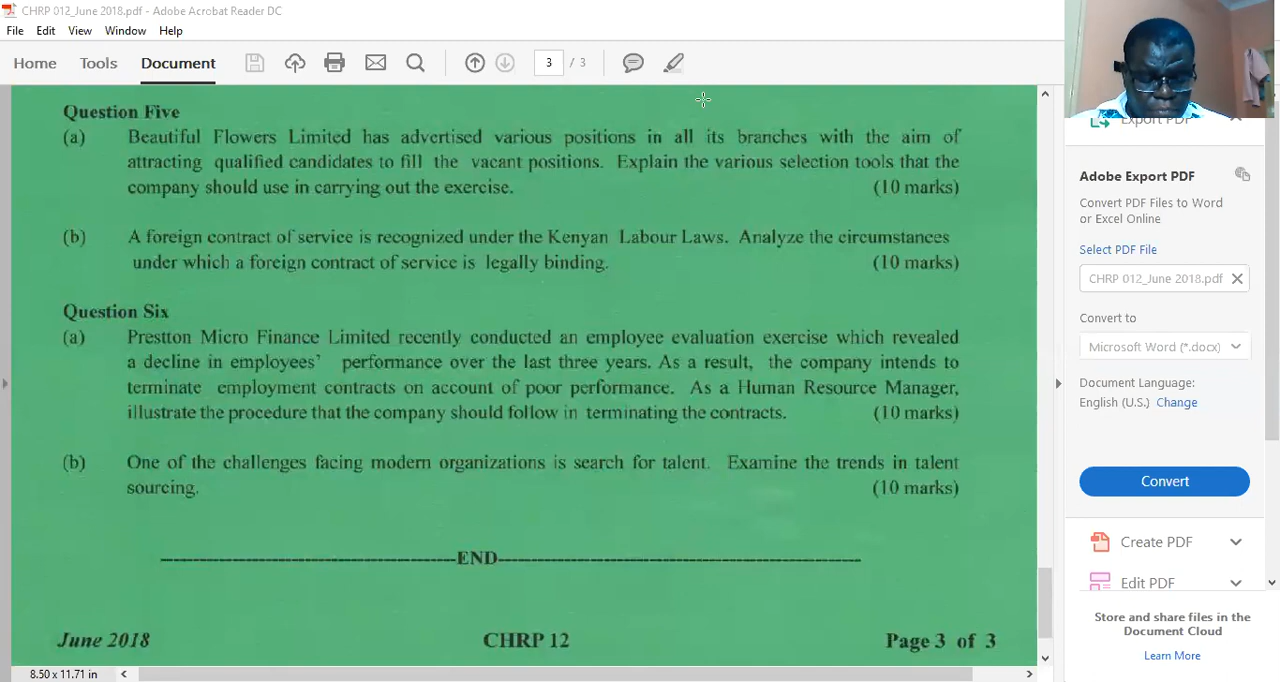 CHRP 012_June 2018.pdf - Adobe Acrobat Reader DC
File Edit View Window Help
Home Tools Document 3 / 3
Question Five
(a) Beautiful Flowers Limited has advertised various positions in all its branches with the aim of
attracting qualified candidates to fill the vacant positions. Explain the various selection tools that the
company should use in carrying out the exercise. (10 marks)
(b) A foreign contract of service is recognized under the Kenyan Labour Laws. Analyze the circumstances
under which a foreign contract of service is legally binding. (10 marks)
Question Six
(a) Prestton Micro Finance Limited recently conducted an employee evaluation exercise which revealed
a decline in employees' performance over the last three years. As a result, the company intends to
terminate employment contracts on account of poor performance. As a Human Resource Manager,
illustrate the procedure that the company should follow in terminating the contracts. (10 marks)
(b) One of the challenges facing modern organizations is search for talent. Examine the trends in talent
sourcing. (10 marks)
END
June 2018 CHRP 12 Page 3 of 3
8.50 x 11.71 in
Export PDF
Adobe Export PDF
Convert PDF Files to Word
or Excel Online
Select PDF File
CHRP 012_June 2018.pdf
Convert to
Microsoft Word (*.docx)
Document Language:
English (U.S.) Change
Convert
Create PDF
Edit PDF
Store and share files in the
Document Cloud
Learn More